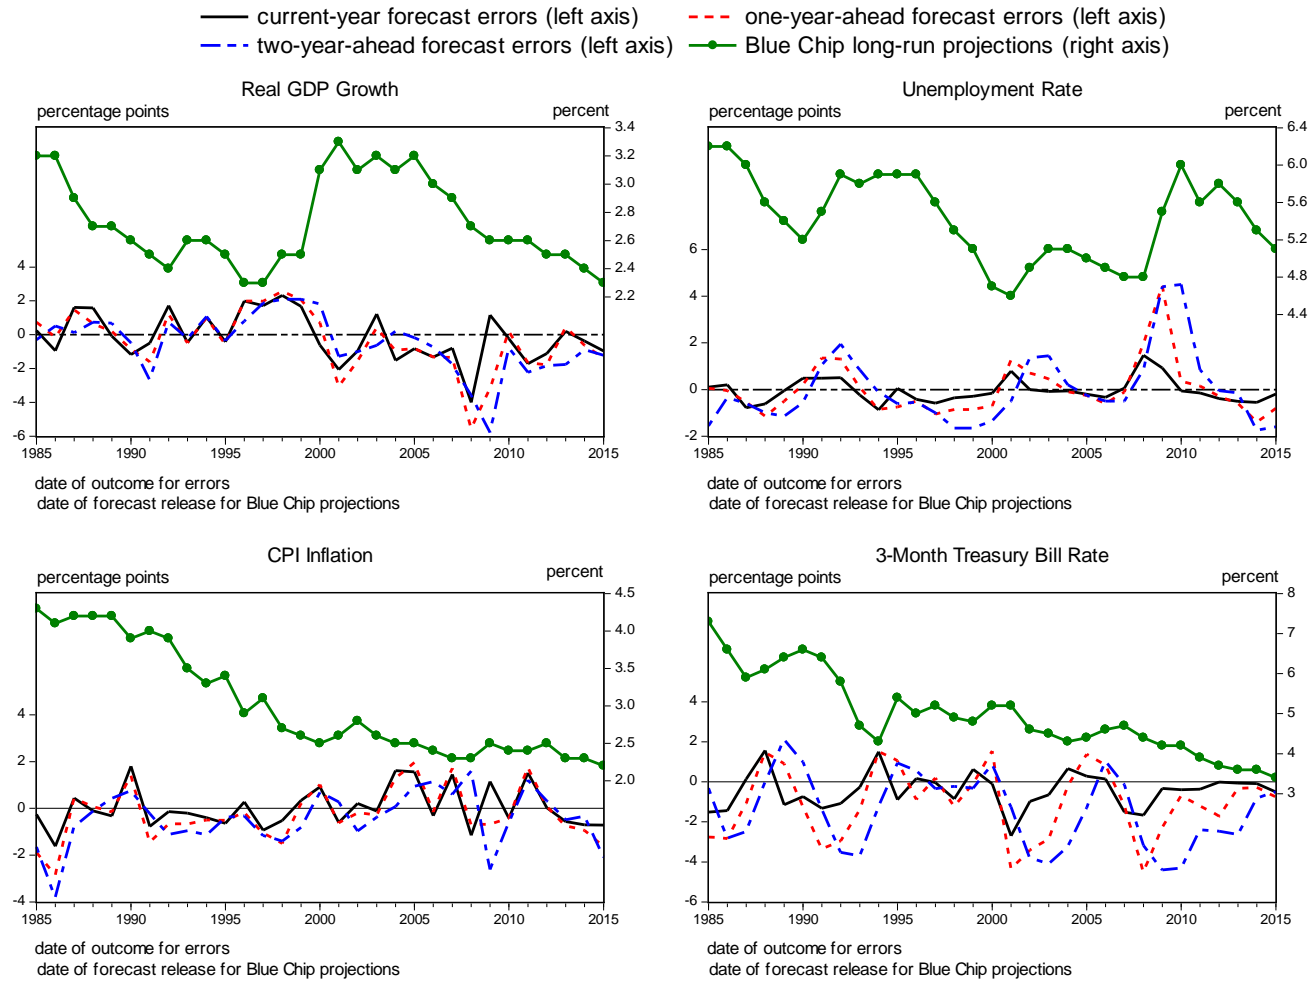 current-year forecast errors (left axis) one-year-ahead forecast errors (left axis)
two-year-ahead forecast errors (left axis) Blue Chip long-run projections (right axis)
Real GDP Growth
percentage points percent
3.4
3.2
3.0
2.8
2.6
2.4
2.2
4
2
0
-2
-4
-6
1985 1990 1995 2000 2005 2010 2015
date of outcome for errors
date of forecast release for Blue Chip projections
Unemployment Rate
percentage points percent
6.4
6.0
5.6
5.2
4.8
4.4
6
4
2
0
-2
1985 1990 1995 2000 2005 2010 2015
date of outcome for errors
date of forecast release for Blue Chip projections
CPI Inflation
percentage points percent
4.5
4.0
3.5
3.0
2.5
2.0
4
2
0
-2
-4
1985 1990 1995 2000 2005 2010 2015
date of outcome for errors
date of forecast release for Blue Chip projections
3-Month Treasury Bill Rate
percentage points percent
8
7
6
5
4
3
4
2
0
-2
-4
-6
1985 1990 1995 2000 2005 2010 2015
date of outcome for errors
date of forecast release for Blue Chip projections